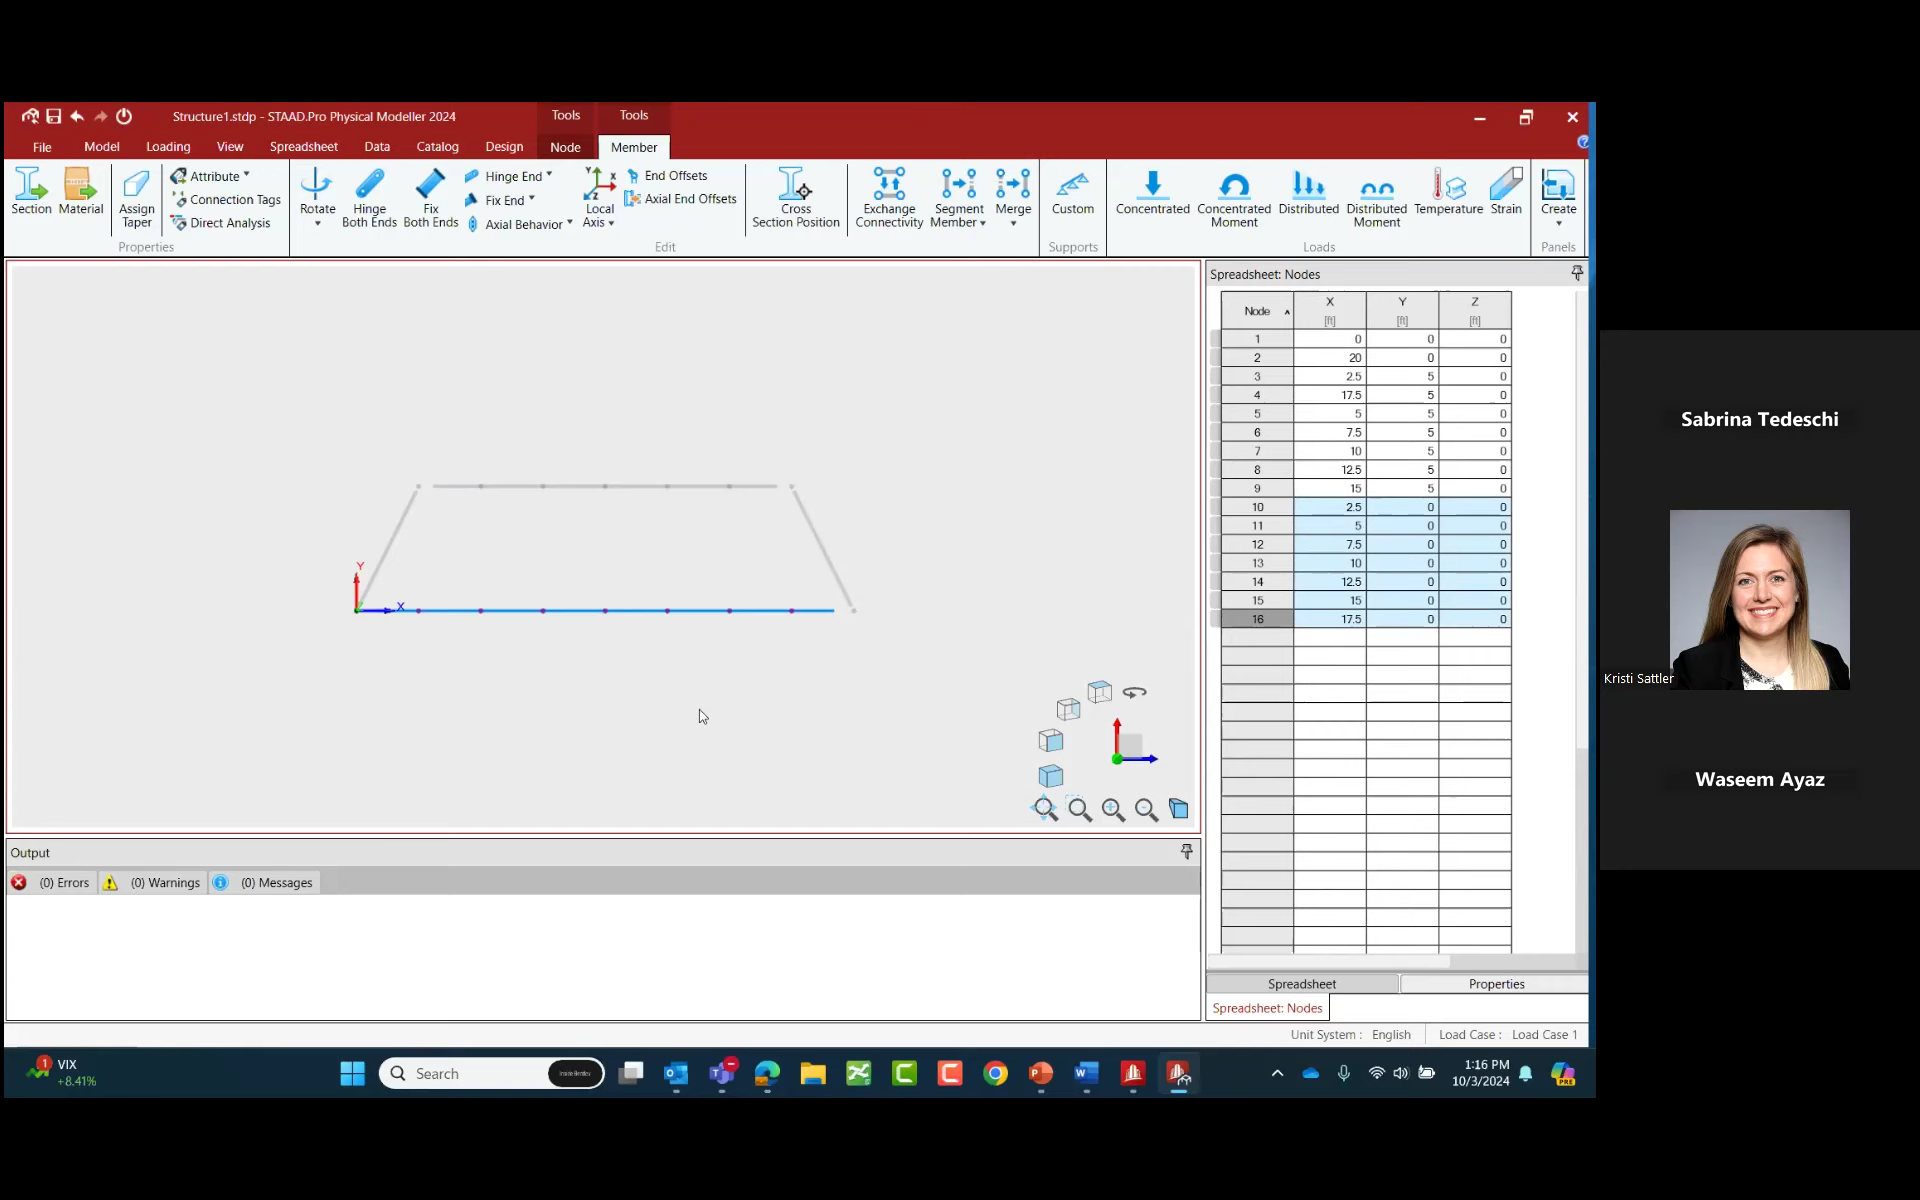 Structure1.stdp - STAAD.Pro Physical Modeller 2024
Tools
Tools
File
Model
Loading
View
Spreadsheet
Data
Catalog
Design
Node
Member
Section
Material
Assign
Taper
Attribute
Connection Tags
Direct Analysis
Properties
Rotate
Hinge
Both Ends
Fix
Both Ends
Hinge End
Fix End
Axial Behavior
Local
Axis
End Offsets
Axial End Offsets
Edit
Cross
Section Position
Exchange
Connectivity
Segment
Member
Merge
Custom
Supports
Concentrated
Concentrated
Moment
Distributed
Distributed
Moment
Temperature
Strain
Loads
Create
Panels
Y
X
Spreadsheet: Nodes
Node X Y Z
[ft] [ft] [ft]
1 0 0 0
2 20 0 0
3 2.5 5 0
4 17.5 5 0
5 5 5 0
6 7.5 5 0
7 10 5 0
8 12.5 5 0
9 15 5 0
10 2.5 0 0
11 5 0 0
12 7.5 0 0
13 10 0 0
14 12.5 0 0
15 15 0 0
16 17.5 0 0
Spreadsheet
Properties
Spreadsheet: Nodes
Output
(0) Errors
(0) Warnings
(0) Messages
Unit System : English
Load Case : Load Case 1
1
VIX
+8.41%
Search
1:16 PM
10/3/2024
PRE
Sabrina Tedeschi
Kristi Sattler
Waseem Ayaz